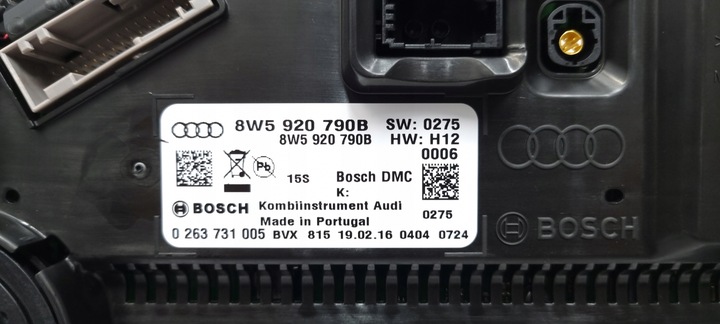 8W5 920 790B SW: 0275
8W5 920 790B HW: H12
0006
Pb
15S Bosch DMC
K:
BOSCH Kombiinstrument Audi
Made in Portugal 0275
0 263 731 005 BVX 815 19.02.16 0404 0724
BOSCH